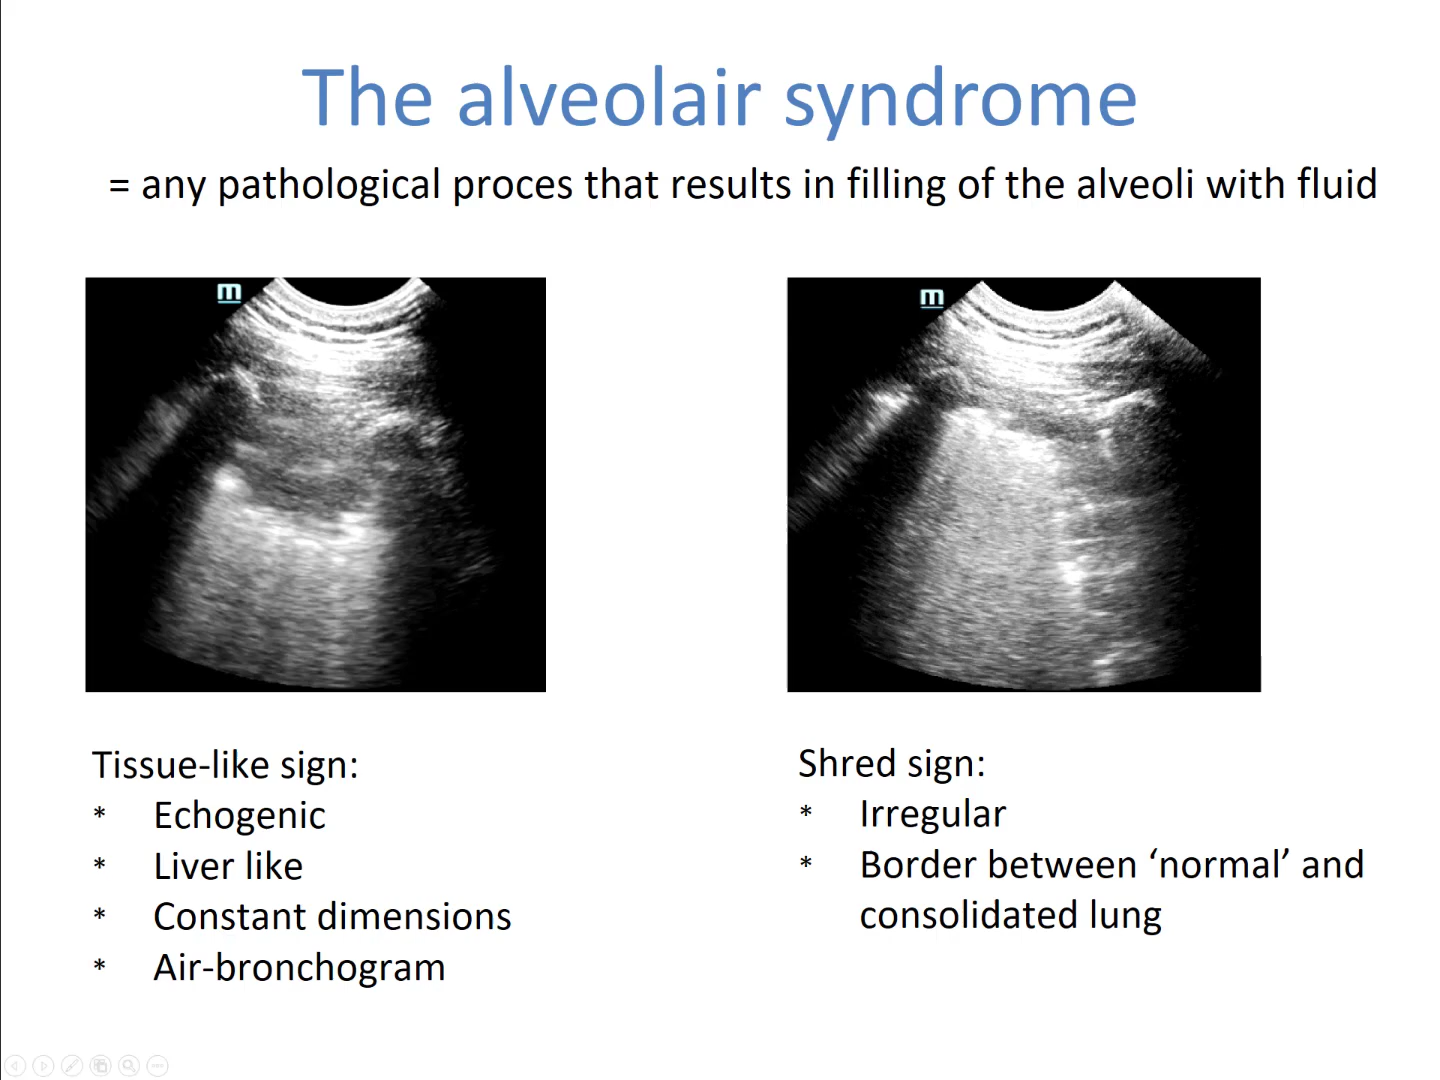 The alveolair syndrome
= any pathological proces that results in filling of the alveoli with fluid
m
m
Tissue-like sign:
* Echogenic
* Liver like
* Constant dimensions
* Air-bronchogram
Shred sign:
* Irregular
* Border between ‘normal’ and
consolidated lung